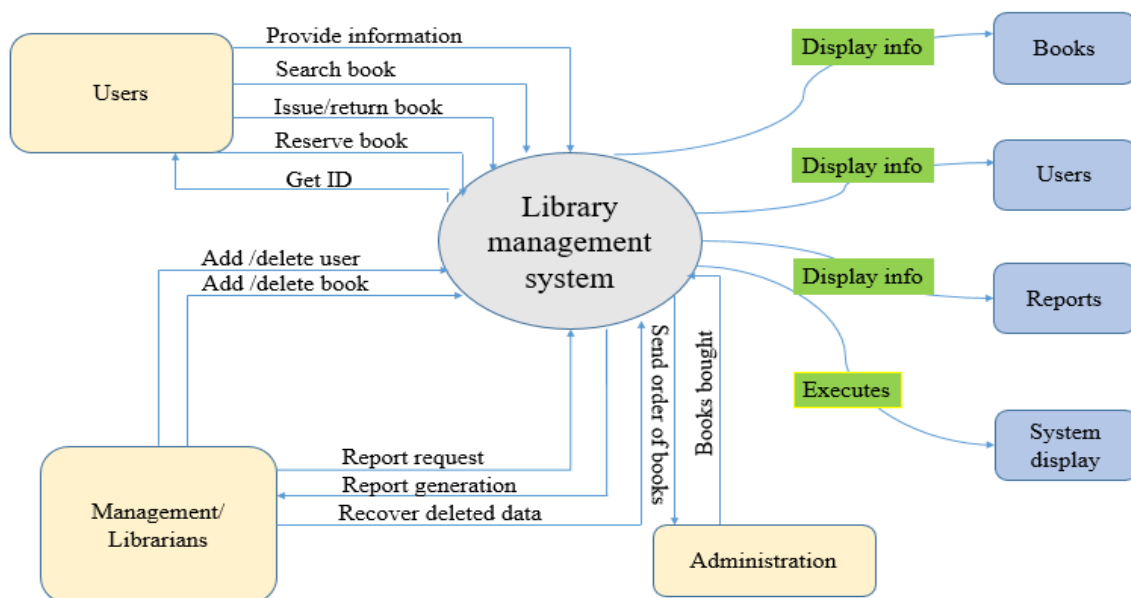 Provide information
Search book
Users
Issue/return book
Reserve book
Get ID
Library
management
system
Add /delete user
Add /delete book
Display info
Books
Display info
Users
Display info
Reports
Executes
System
display
Send order of books
Books bought
Report request
Report generation
Recover deleted data
Management/
Librarians
Administration